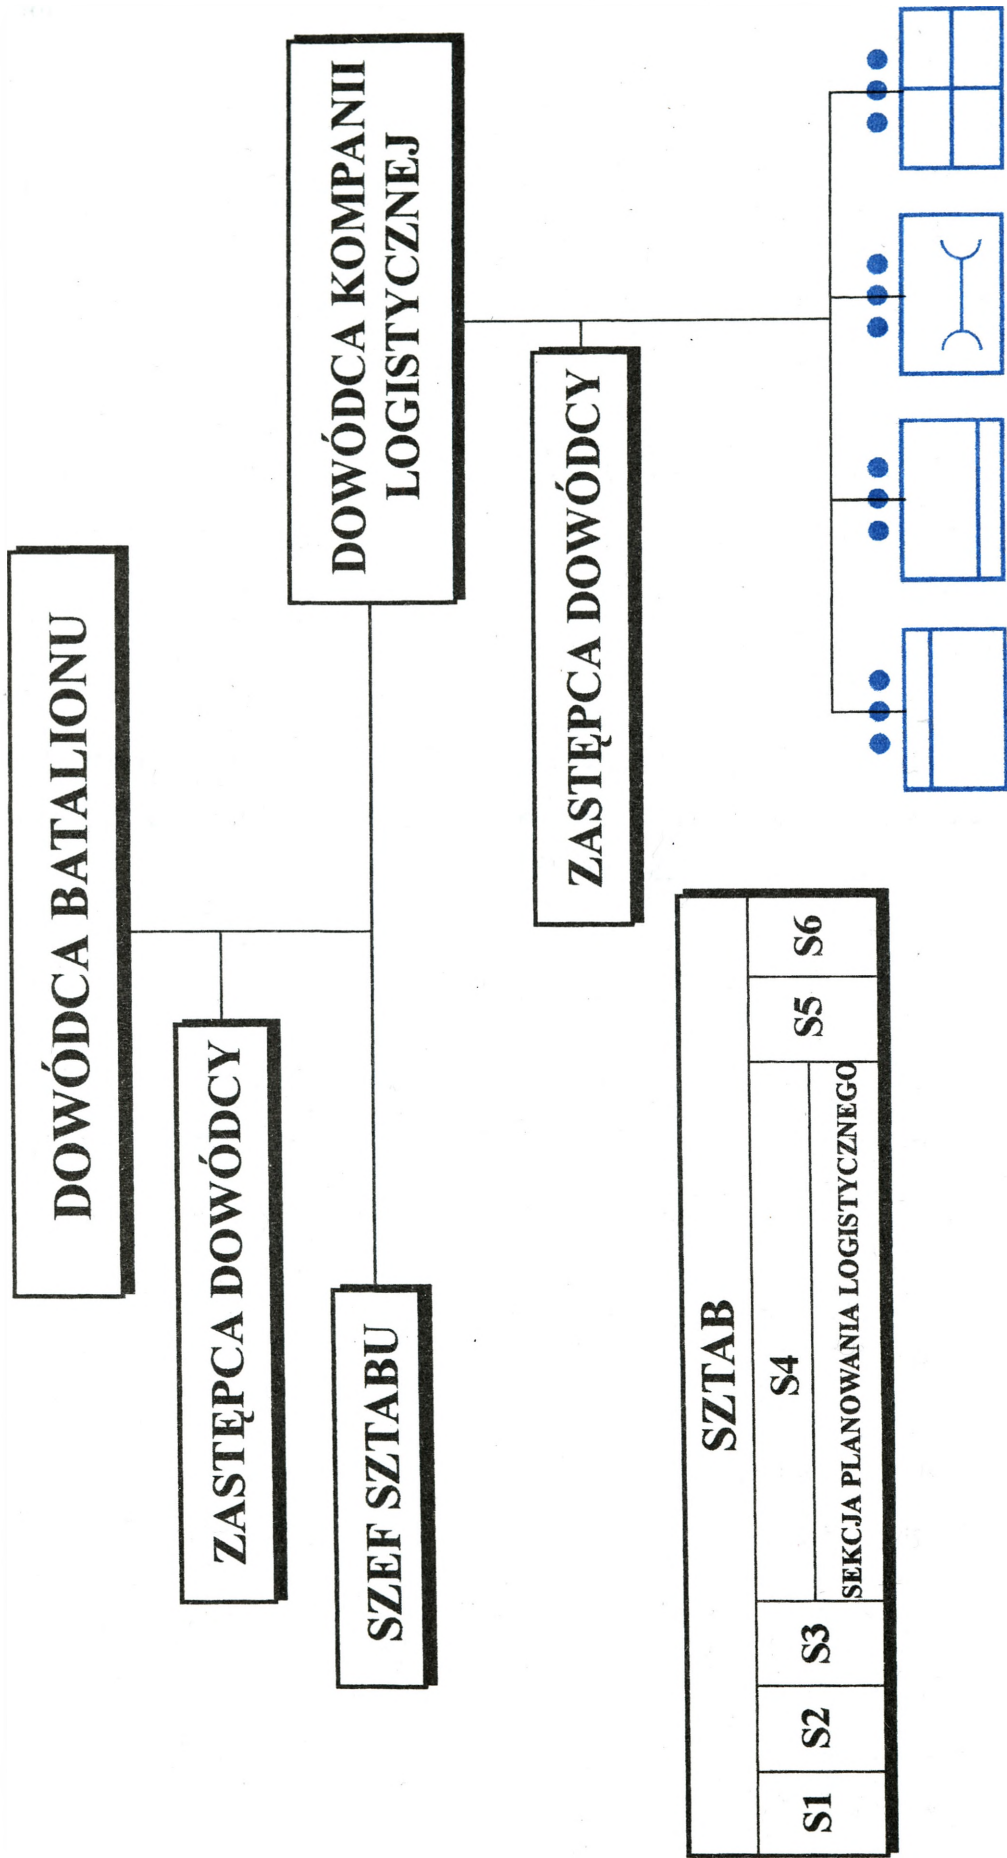 DOWÓDCA BATALIONU
ZASTĘPCA DOWÓDCY
SZEF SZTABU
DOWÓDCA KOMPANII
LOGISTYCZNEJ
ZASTĘPCA DOWÓDCY
SZTAB
S1
S2
S3
S4
SEKCJA PLANOWANIA LOGISTYCZNEGO
S5
S6